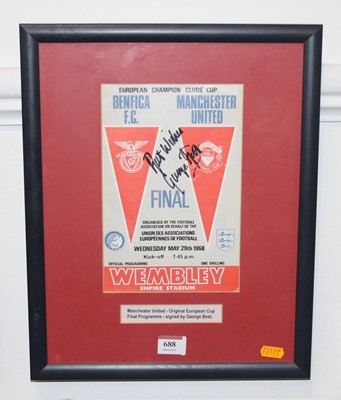 EUROPEAN CHAMPION CLUBS' CUP
BENFICA MANCHESTER
F.C. UNITED
Best Wishes
George Best
FINAL
ORGANISED BY THE FOOTBALL
ASSOCIATION ON BEHALF OF THE
UNION DES ASSOCIATIONS
EUROPÉENNES DE FOOTBALL
WEDNESDAY MAY 29th 1968
Kick-off 7-45 p.m.
OFFICIAL PROGRAMME ONE SHILLING
WEMBLEY
EMPIRE STADIUM
Manchester United - Original European Cup
Final Programme - signed by George Best.
688